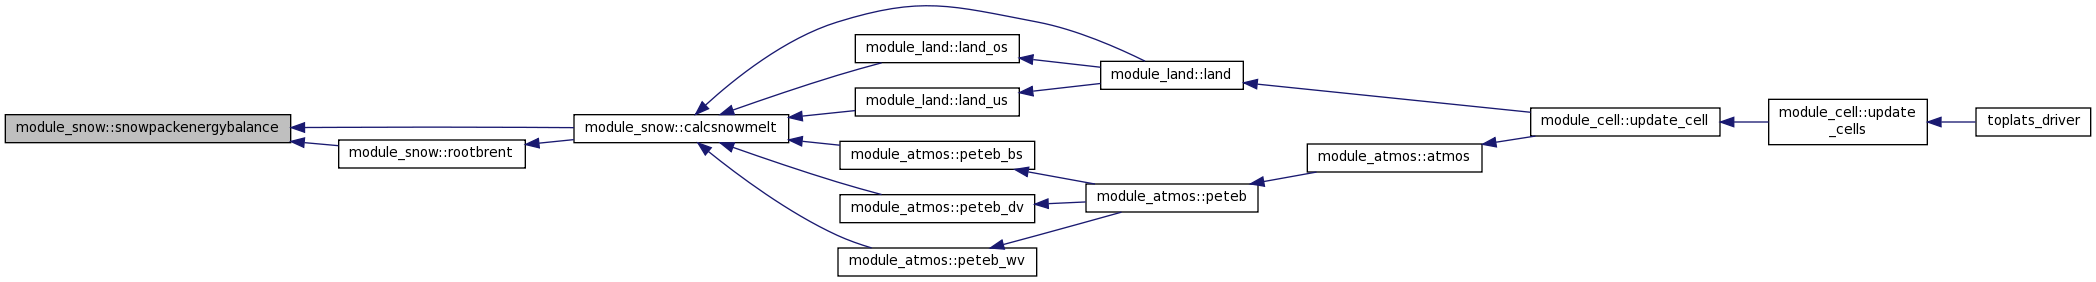 module_snow::snowpackenergybalance
module_snow::rootbrent
module_snow::calcsnowmelt
module_land::land_os
module_land::land_us
module_atmos::peteb_bs
module_atmos::peteb_dv
module_atmos::peteb_wv
module_land::land
module_atmos::peteb
module_atmos::atmos
module_cell::update_cell
module_cell::update
_cells
toplats_driver